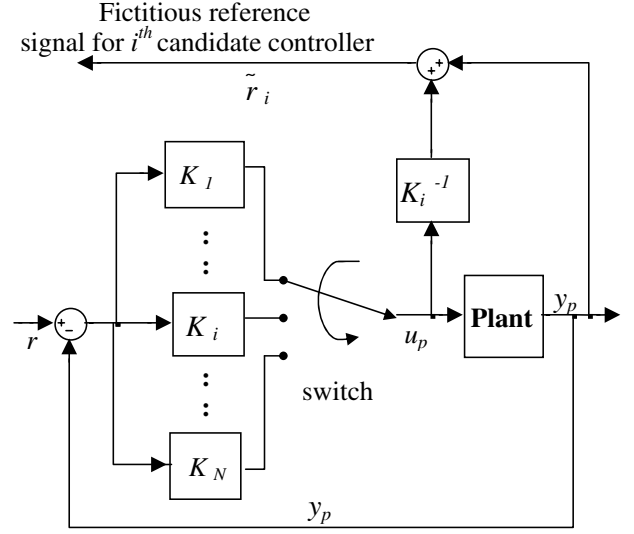 Fictitious reference
signal for i^th candidate controller
+ +
r̃ i
K 1
K i -1
⋮
⋮
+ −
r
K i
u p
Plant
y p
⋮
⋮
switch
K N
y p